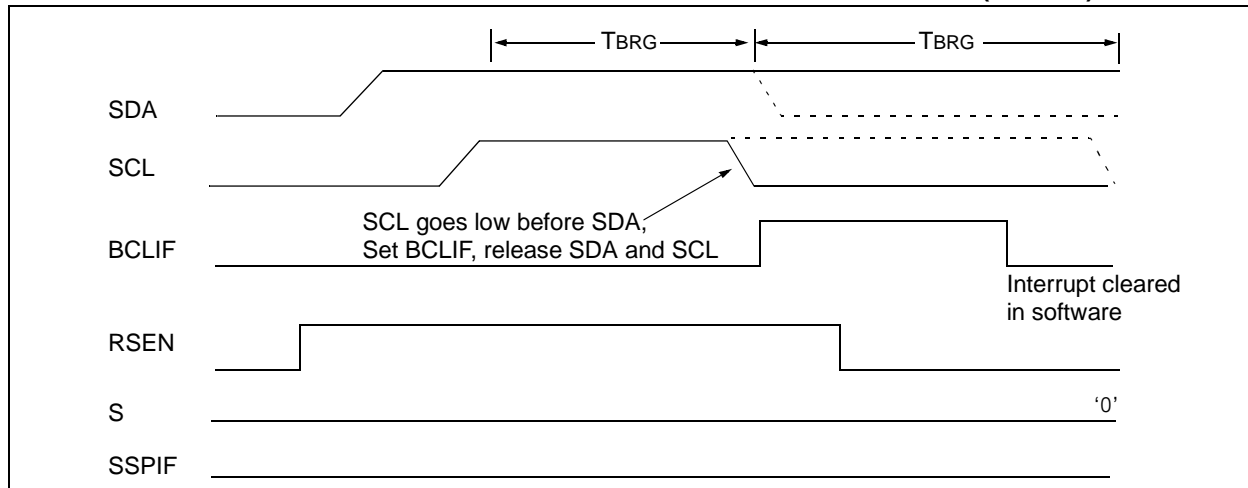 TBRG
TBRG
SDA
SCL
SCL goes low before SDA,
Set BCLIF, release SDA and SCL
BCLIF
Interrupt cleared
in software
RSEN
S
‘0’
SSPIF